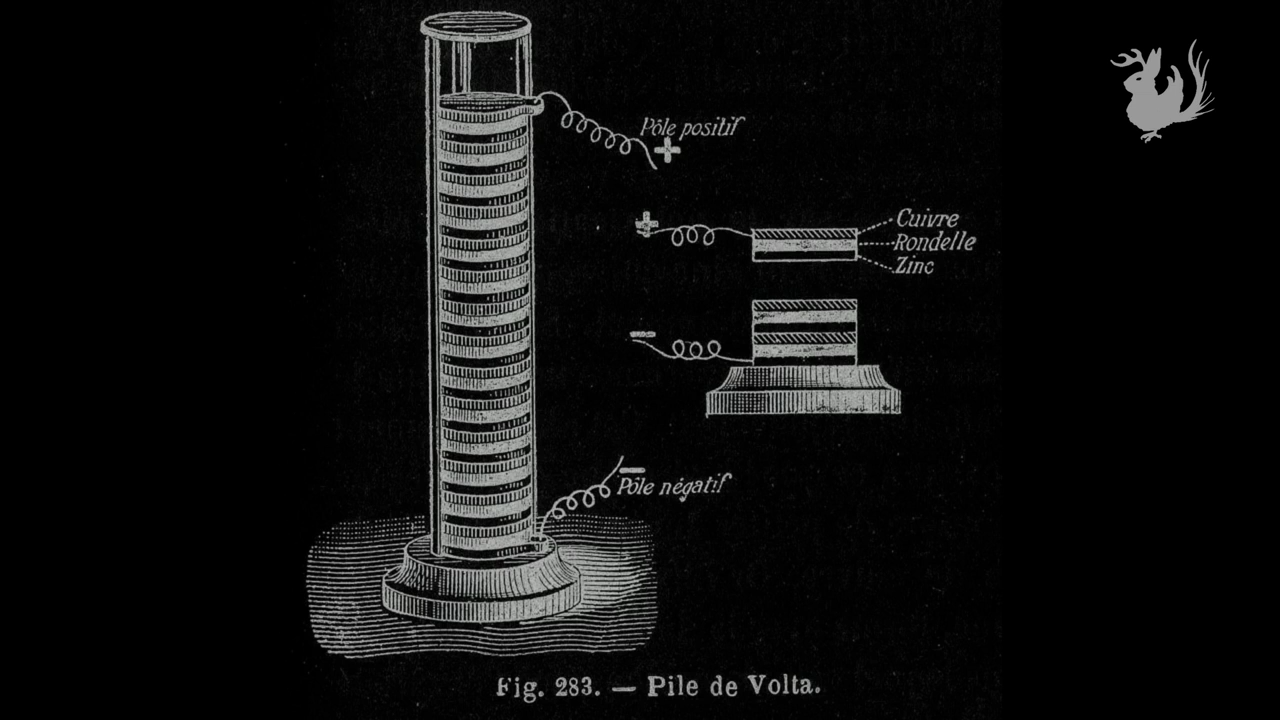 Pôle positif
+
+
Cuivre
Rondelle
Zinc
−
−
Pôle négatif
Fig. 283. — Pile de Volta.